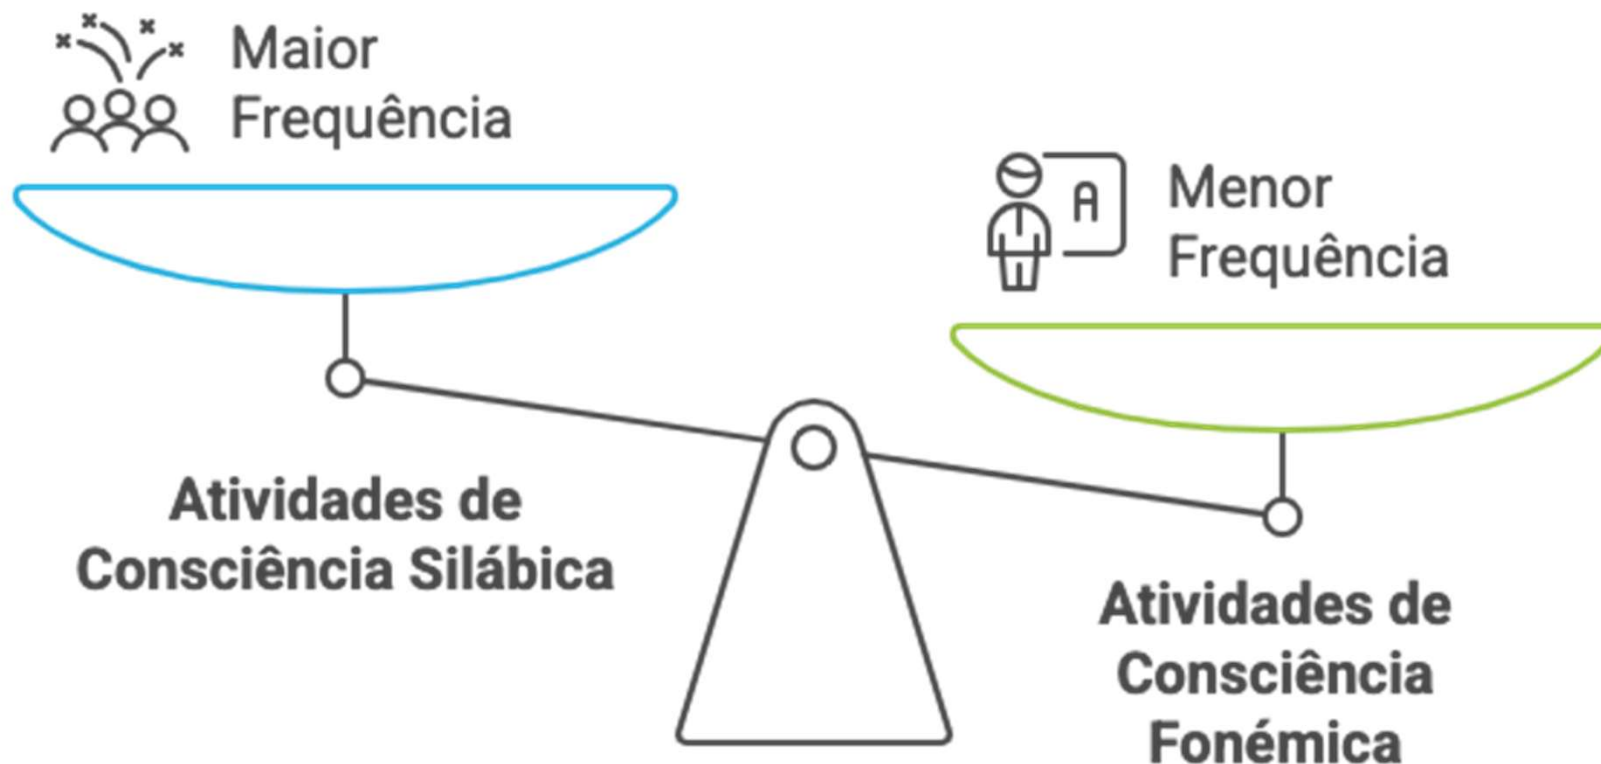 Maior
Frequência
Menor
Frequência
A
Atividades de
Consciência Silábica
Atividades de
Consciência
Fonémica